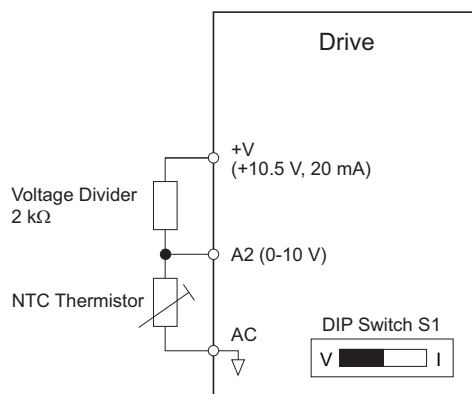 Drive
+V
(+10.5 V, 20 mA)
Voltage Divider
2 kΩ
A2 (0-10 V)
NTC Thermistor
AC
DIP Switch S1
V I